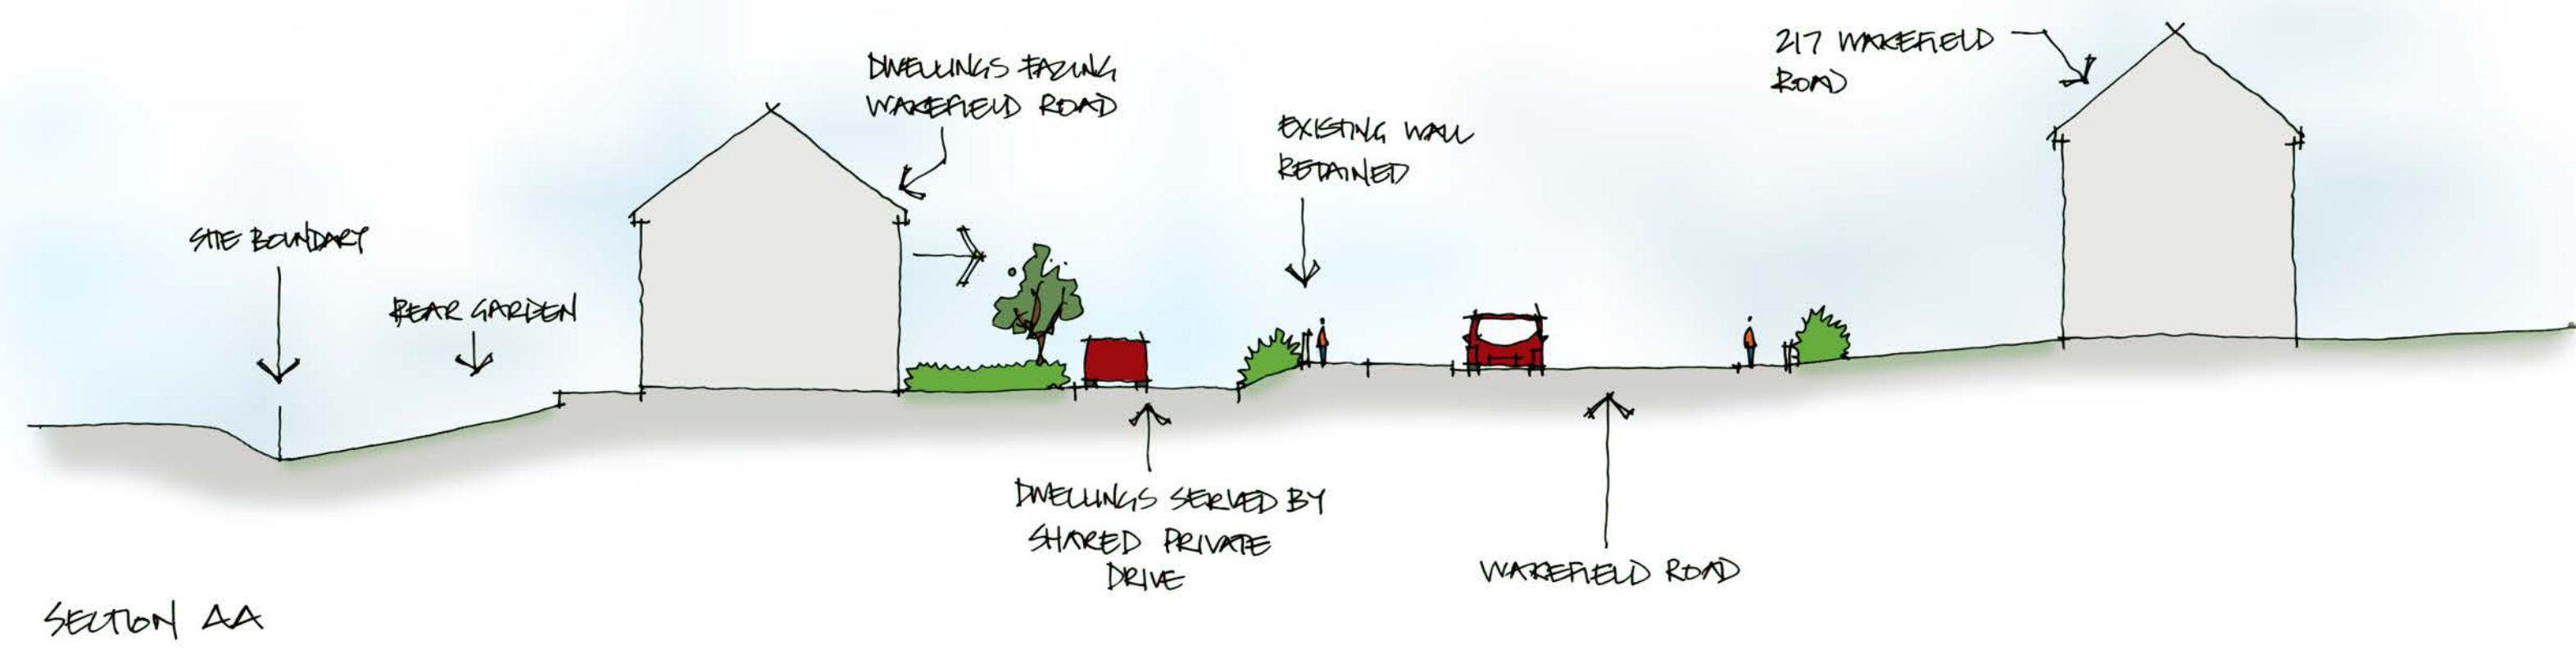 217 WAKEFIELD
ROAD
DWELLINGS FACING
WAKEFIELD ROAD
EXISTING WALL
RETAINED
SITE BOUNDARY
REAR GARDEN
DWELLINGS SERVED BY
SHARED PRIVATE
DRIVE
WAKEFIELD ROAD
SECTION AA